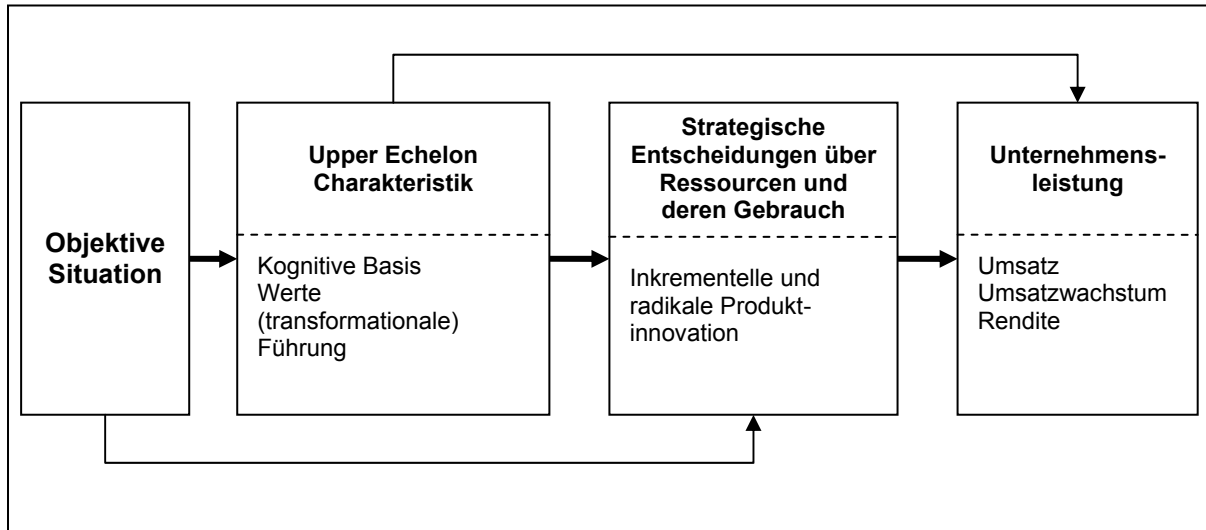 Objektive
Situation
Upper Echelon
Charakteristik
Kognitive Basis
Werte
(transformationale)
Führung
Strategische
Entscheidungen über
Ressourcen und
deren Gebrauch
Inkrementelle und
radikale Produkt-
innovation
Unternehmens-
leistung
Umsatz
Umsatzwachstum
Rendite